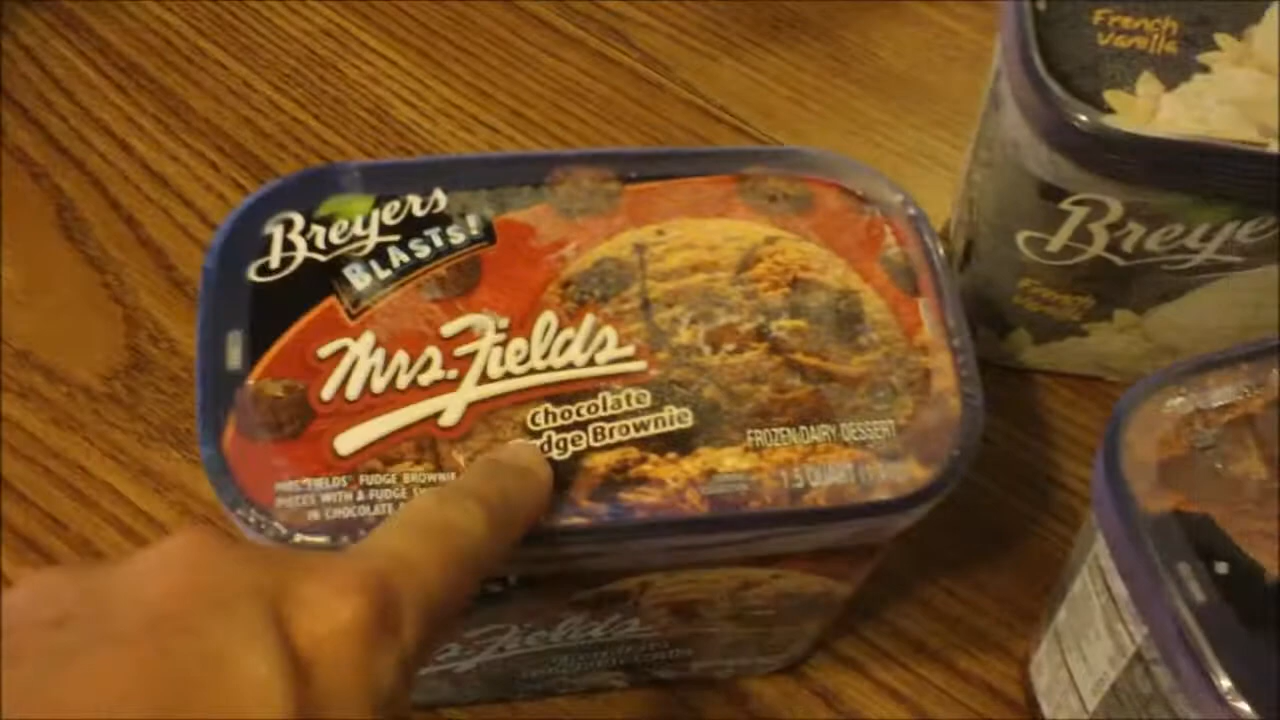 Breyers
BLASTS!
Mrs. Fields
Chocolate
dge Brownie
FROZEN DAIRY DESSERT
1.5 QUART
MRS. FIELDS® FUDGE BROWNIE
PIECES WITH A FUDGE
IN CHOCOLATE
French
Vanilla
Breye
French
Vanilla
Mrs. Fields